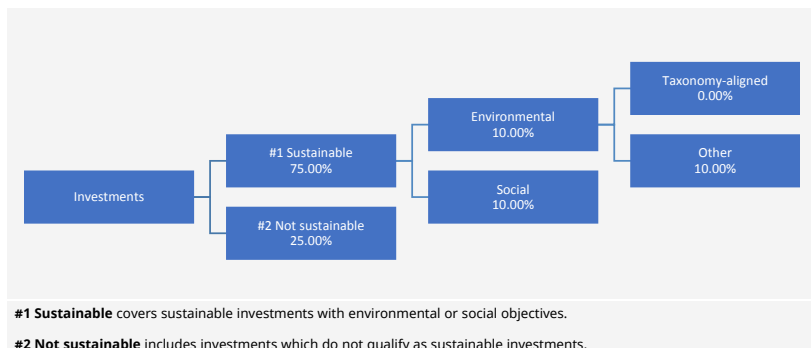 Taxonomy-aligned
0.00%
Environmental
10.00%
#1 Sustainable
75.00%
Other
10.00%
Investments
Social
10.00%
#2 Not sustainable
25.00%
#1 Sustainable covers sustainable investments with environmental or social objectives.
#2 Not sustainable includes investments which do not qualify as sustainable investments.